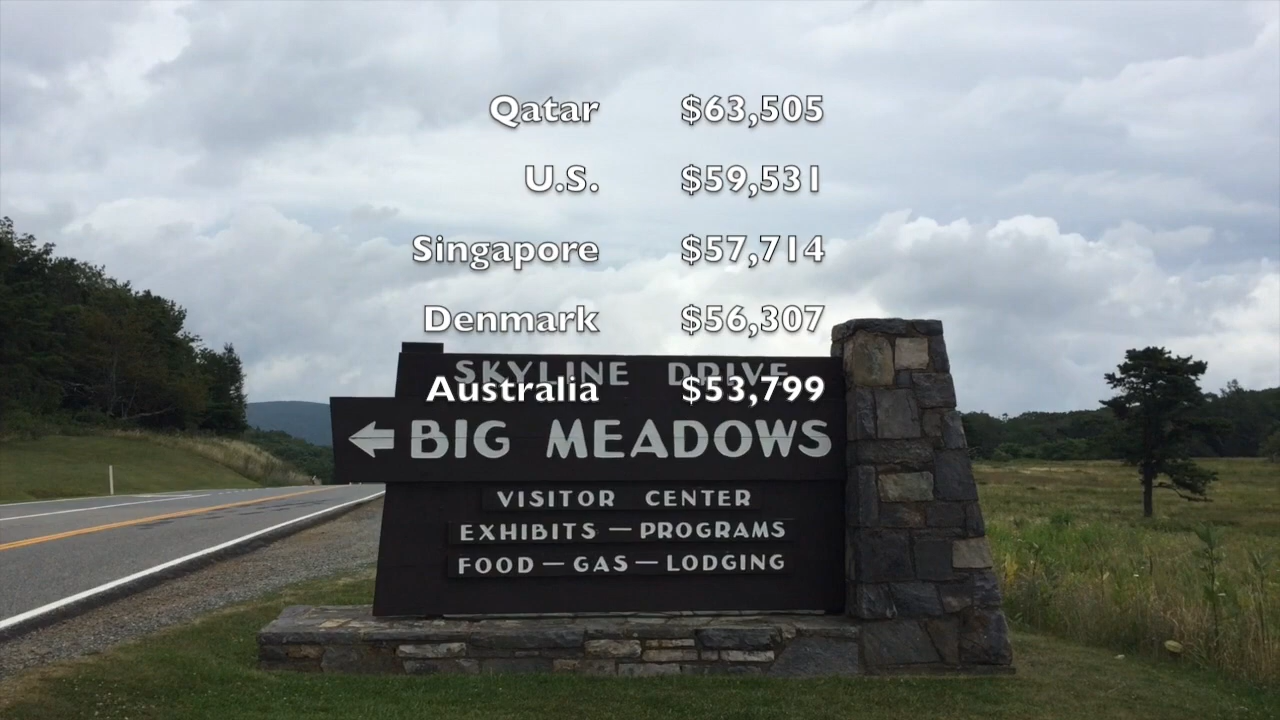 Qatar $63,505
U.S. $59,531
Singapore $57,714
Denmark $56,307
SKYLINE DRIVE
Australia $53,799
BIG MEADOWS
VISITOR CENTER
EXHIBITS — PROGRAMS
FOOD — GAS — LODGING